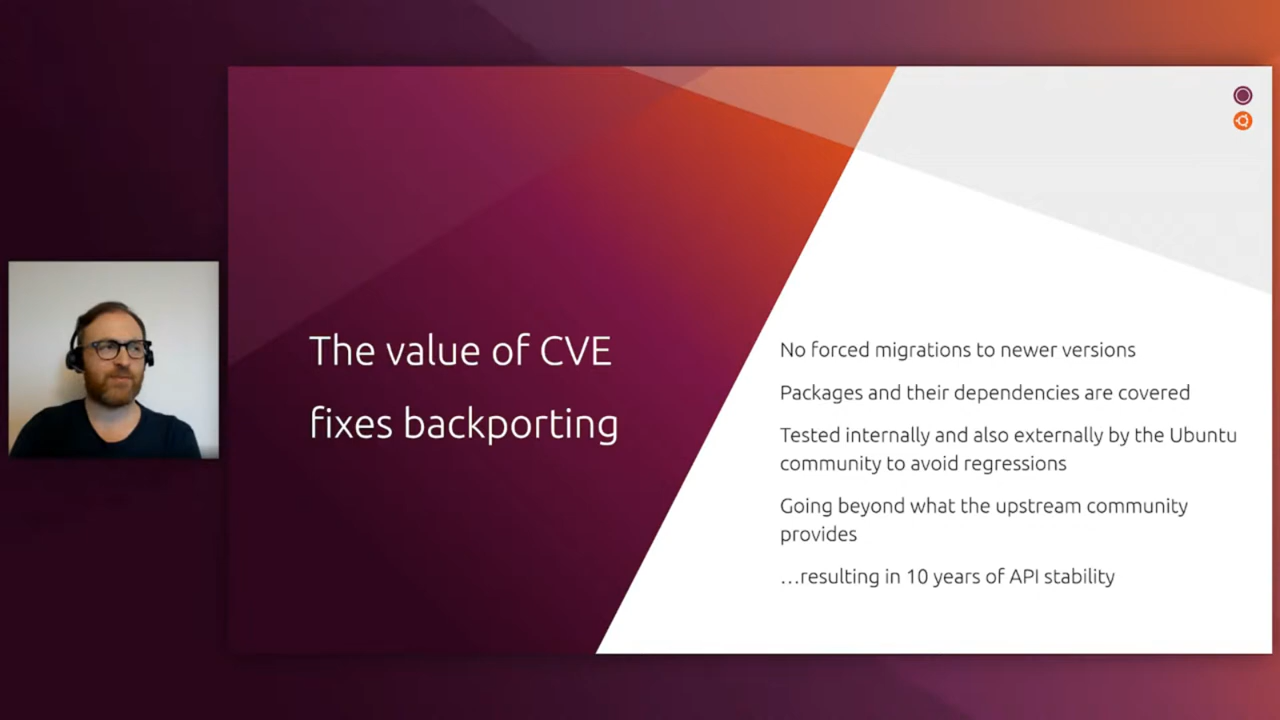 The value of CVE
fixes backporting
No forced migrations to newer versions
Packages and their dependencies are covered
Tested internally and also externally by the Ubuntu
community to avoid regressions
Going beyond what the upstream community
provides
…resulting in 10 years of API stability